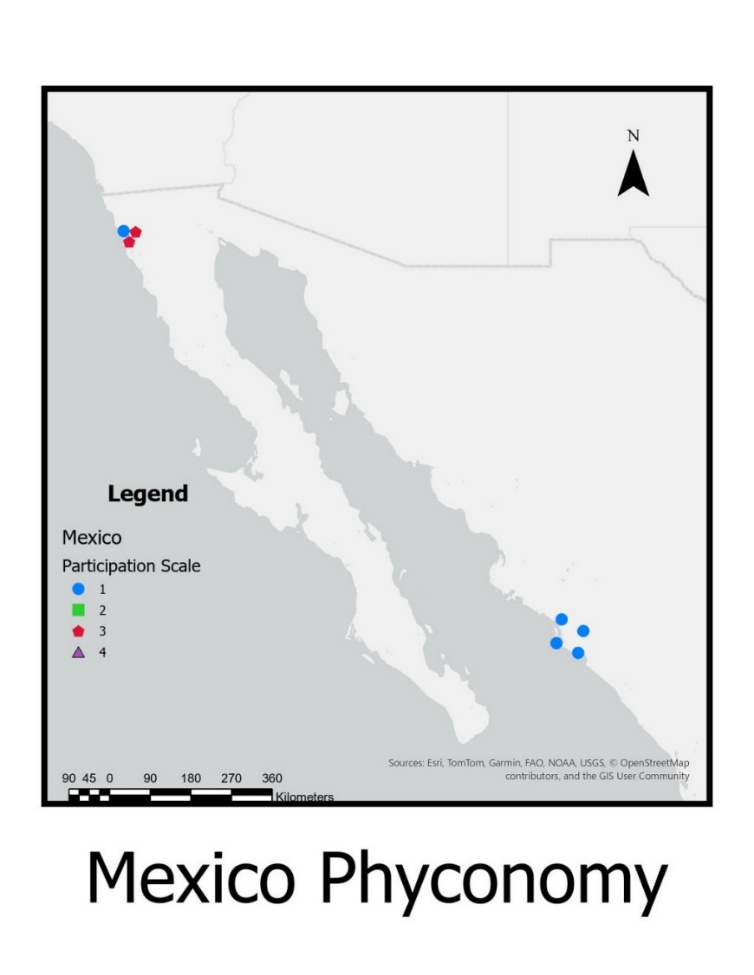 N
Legend
Mexico
Participation Scale
1
2
3
4
Sources: Esri, TomTom, Garmin, FAO, NOAA, USGS, © OpenStreetMap
contributors, and the GIS User Community
90 45 0 90 180 270 360
Kilometers
Mexico Phyconomy